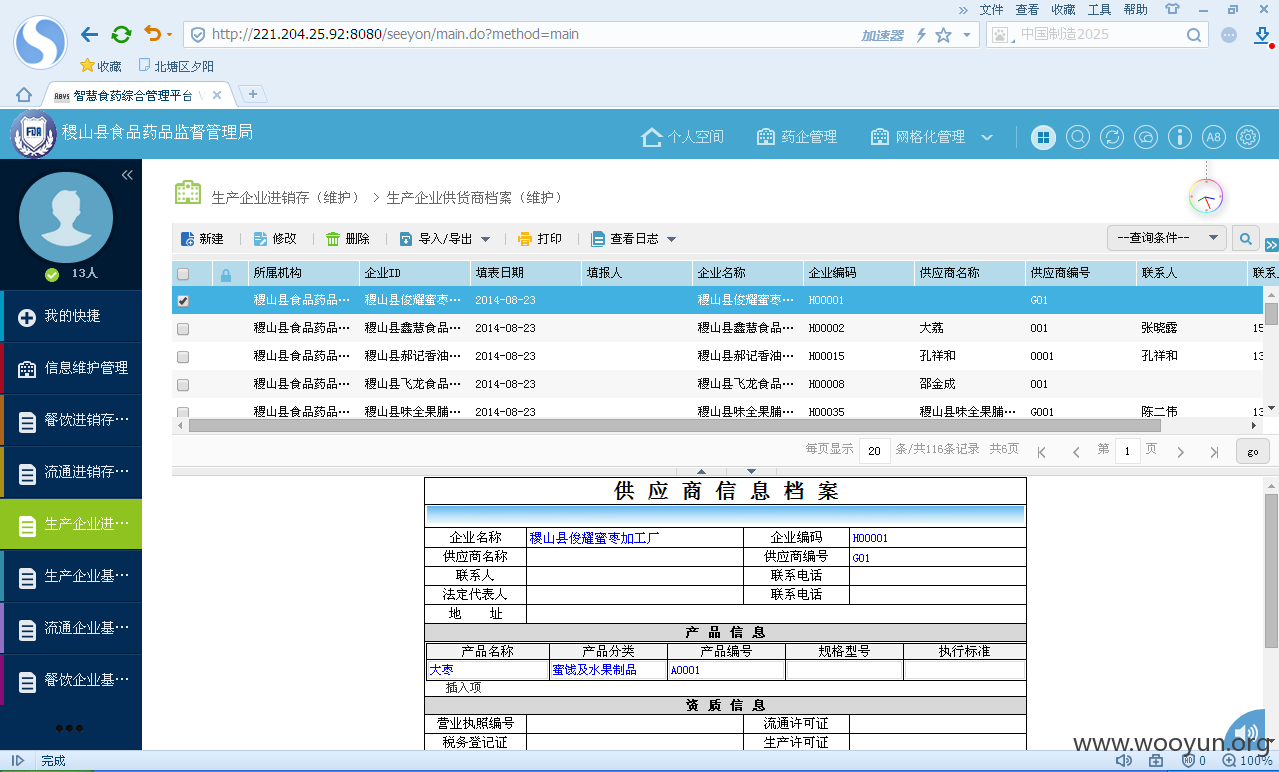 » 文件 查看 收藏 工具 帮助
http://221.204.25.92:8080/seeyon/main.do?method=main 加速器 中国制造2025
收藏 北塘区夕阳
智慧食药综合管理平台
FDA 稷山县食品药品监督管理局 个人空间 药企管理 网格化管理 A8
13人
我的快捷
信息维护管理
餐饮进销存…
流通进销存…
生产企业进…
生产企业基…
流通企业基…
餐饮企业基…
生产企业进销存（维护） > 生产企业供货商档案（维护）
新建 修改 删除 导入/导出 打印 查看日志 --查询条件--
所属机构 企业ID 报表日期 填报人 企业名称 企业编码 供应商名称 供应商编号 联系人 联系
稷山县食品药品… 稷山县俊耀蜜枣… 2014-08-23 稷山县俊耀蜜枣… H00001 G01
稷山县食品药品… 稷山县鑫慧食品… 2014-08-23 稷山县鑫慧食品… H00002 大荔 001 张晓露 15
稷山县食品药品… 稷山县郝记香油… 2014-08-23 稷山县郝记香油… H00015 孔祥和 0001 孔祥和 13
稷山县食品药品… 稷山县飞龙食品… 2014-08-23 稷山县飞龙食品… H00008 邵金成 001
稷山县食品药品… 稷山县味全果脯… 2014-08-23 稷山县味全果脯… H00035 稷山县味全果脯… G001 陈二伟 13
每页显示 20 条/共116条记录 共6页 第 1 页 go
供应商信息档案
企业名称 稷山县俊耀蜜枣加工厂 企业编码 H00001
供应商名称 供应商编号 G01
联系人 联系电话
法定代表人 联系电话
地 址
产品信息
产品名称 产品分类 产品编号 规格型号 执行标准
大枣 蜜饯及水果制品 A0001
插入项
资质信息
营业执照编号 流通许可证
税务登记证 生产许可证
www.wooyun.org
完成 0 100%